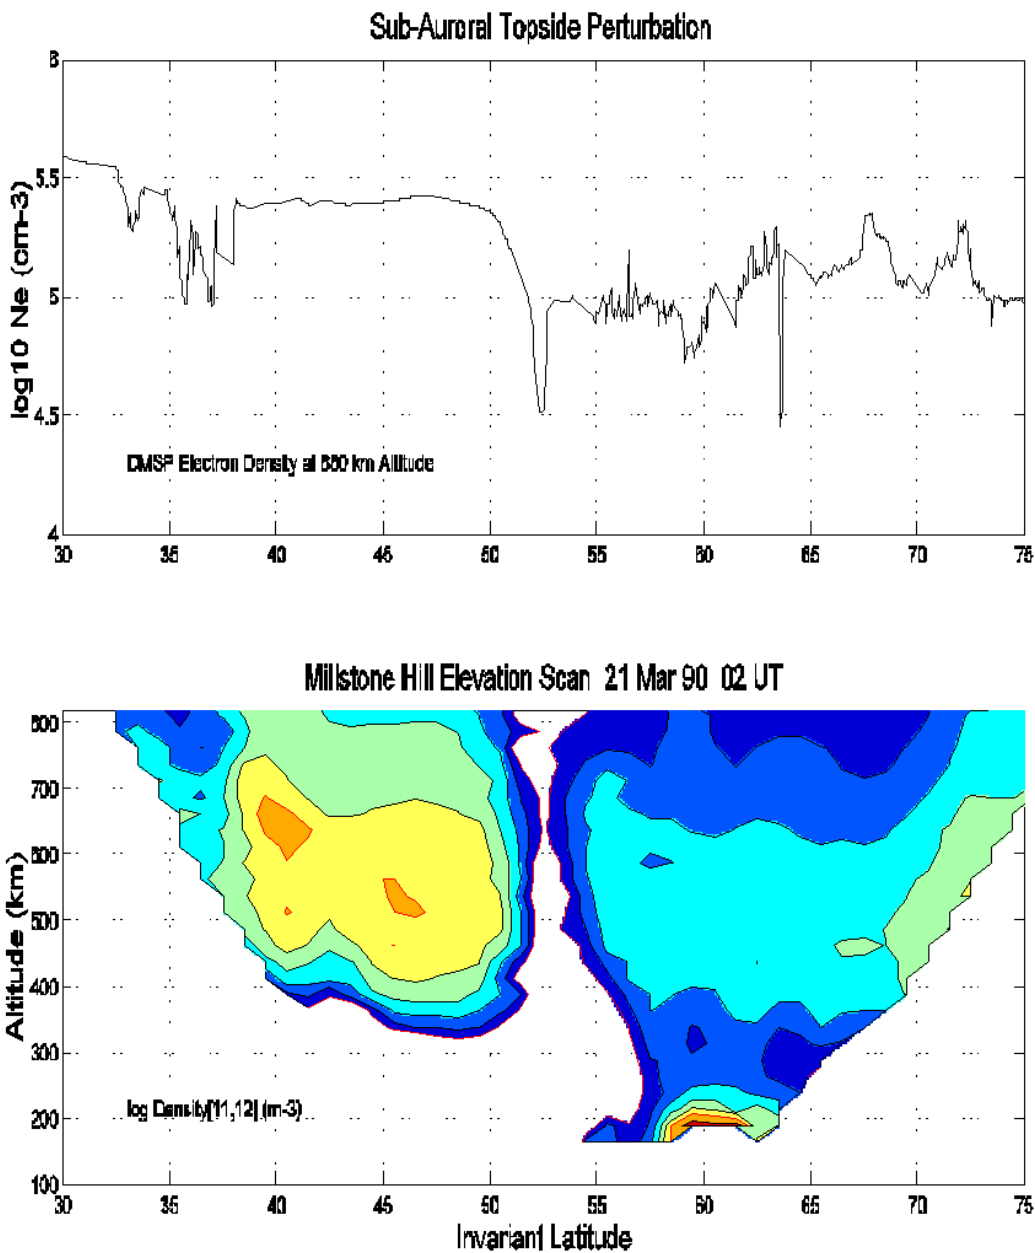 Sub-Auroral Topside Perturbation
6
5.5
5
4.5
4
log10 Ne (cm-3)
DMSP Electron Density at 850 km Altitude
30 35 40 45 50 55 60 65 70 75
Millstone Hill Elevation Scan 21 Mar 90 02 UT
800
700
600
500
400
300
200
100
Altitude (km)
log Density[11,12] (m-3)
30 35 40 45 50 55 60 65 70 75
Invariant Latitude